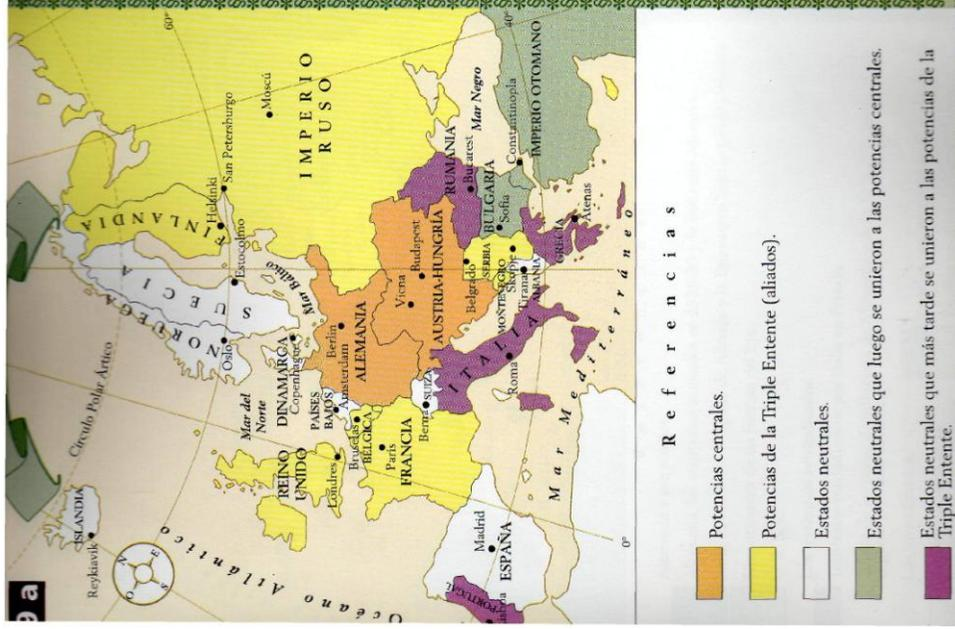 9 a
60°
40°
0°
Círculo Polar Ártico
ISLANDIA
Reykiavik
N
E
S
O
Océano Atlántico
NORUEGA
Oslo
SUECIA
Estocolmo
FINLANDIA
Helsinki
San Petersburgo
Moscú
IMPERIO
RUSO
Mar Báltico
Mar del
Norte
DINAMARCA
Copenhague
PAÍSES
BAJOS
Amsterdam
Berlín
ALEMANIA
REINO
UNIDO
Londres
Bruselas
BÉLGICA
París
FRANCIA
Berna
SUIZA
Viena
Budapest
AUSTRIA-HUNGRÍA
RUMANIA
Bucarest
Mar Negro
Belgrado
SERBIA
BULGARIA
Sofía
Constantinopla
IMPERIO OTOMANO
MONTENEGRO
Skopje
Tirana
ALBANIA
GRECIA
Atenas
ITALIA
Roma
Mar Mediterráneo
Madrid
ESPAÑA
PORTUGAL
Referencias
Potencias centrales.
Potencias de la Triple Entente (aliados).
Estados neutrales.
Estados neutrales que luego se unieron a las potencias centrales.
Estados neutrales que más tarde se unieron a las potencias de la
Triple Entente.